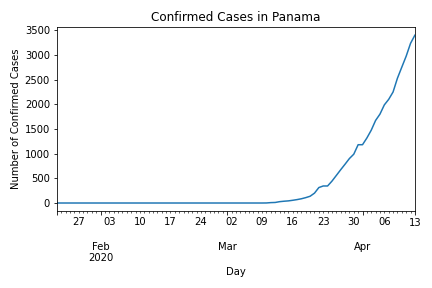 Confirmed Cases in Panama
Number of Confirmed Cases
3500
3000
2500
2000
1500
1000
500
0
27 03 10 17 24 02 09 16 23 30 06 13
Feb Mar Apr
2020
Day